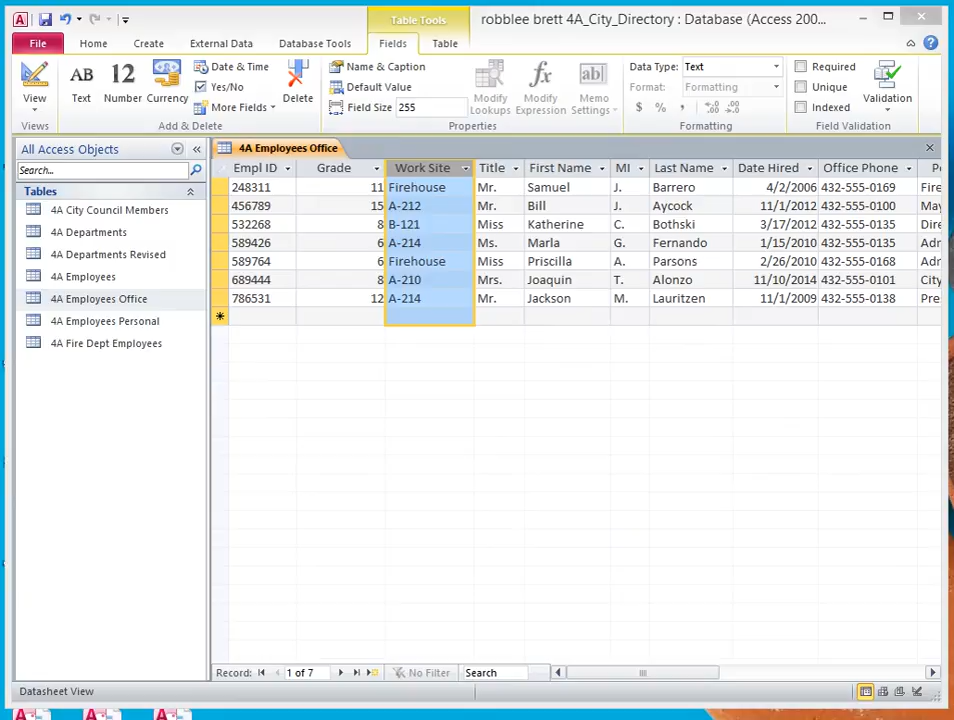 Table Tools
robblee brett 4A_City_Directory : Database (Access 200...
File Home Create External Data Database Tools Fields Table
View
Text
Number
Currency
Date & Time
Yes/No
More Fields
Delete
Name & Caption
Default Value
Field Size 255
Modify Lookups
Modify Expression
Memo Settings
Data Type: Text
Format: Formatting
$ % ,
Required
Unique
Indexed
Validation
Views Add & Delete Properties Formatting Field Validation
All Access Objects
Search...
Tables
4A City Council Members
4A Departments
4A Departments Revised
4A Employees
4A Employees Office
4A Employees Personal
4A Fire Dept Employees
4A Employees Office
Empl ID Grade Work Site Title First Name MI Last Name Date Hired Office Phone
248311 11 Firehouse Mr. Samuel J. Barrero 4/2/2006 432-555-0169 Fire
456789 15 A-212 Mr. Bill J. Aycock 11/1/2012 432-555-0100 May
532268 8 B-121 Miss Katherine C. Bothski 3/17/2012 432-555-0135 Dire
589426 6 A-214 Ms. Marla G. Fernando 1/15/2010 432-555-0135 Adr
589764 6 Firehouse Miss Priscilla A. Parsons 2/26/2010 432-555-0168 Adr
689444 8 A-210 Mrs. Joaquin T. Alonzo 11/10/2014 432-555-0101 City
786531 12 A-214 Mr. Jackson M. Lauritzen 11/1/2009 432-555-0138 Pre
Record: 1 of 7 No Filter Search
Datasheet View